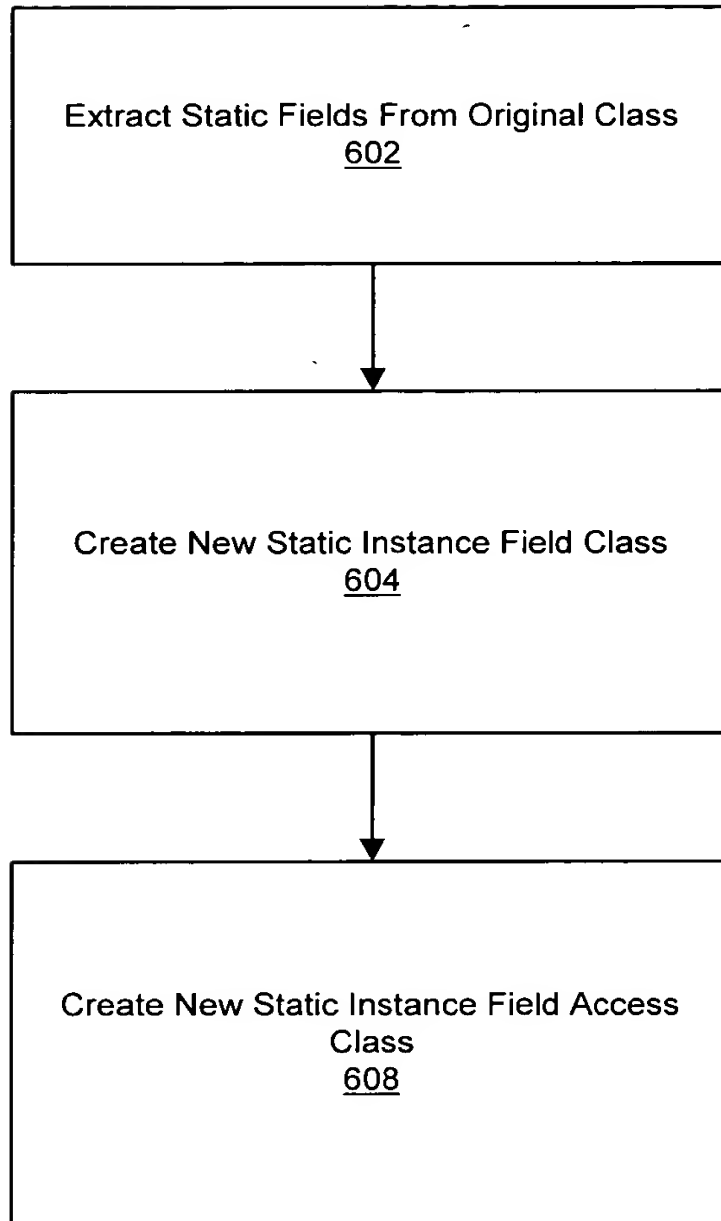 Extract Static Fields From Original Class
602
Create New Static Instance Field Class
604
Create New Static Instance Field Access
Class
608